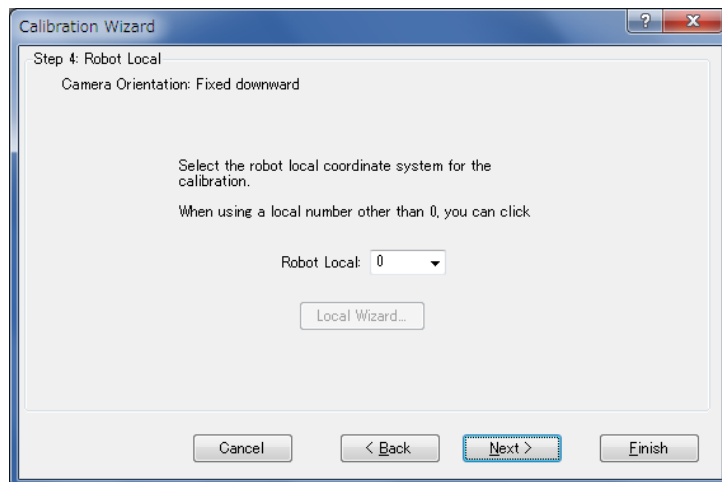 Calibration Wizard
?
Step 4: Robot Local
Camera Orientation: Fixed downward
Select the robot local coordinate system for the
calibration.
When using a local number other than 0, you can click
Robot Local: 0
Local Wizard...
Cancel
< Back
Next >
Finish